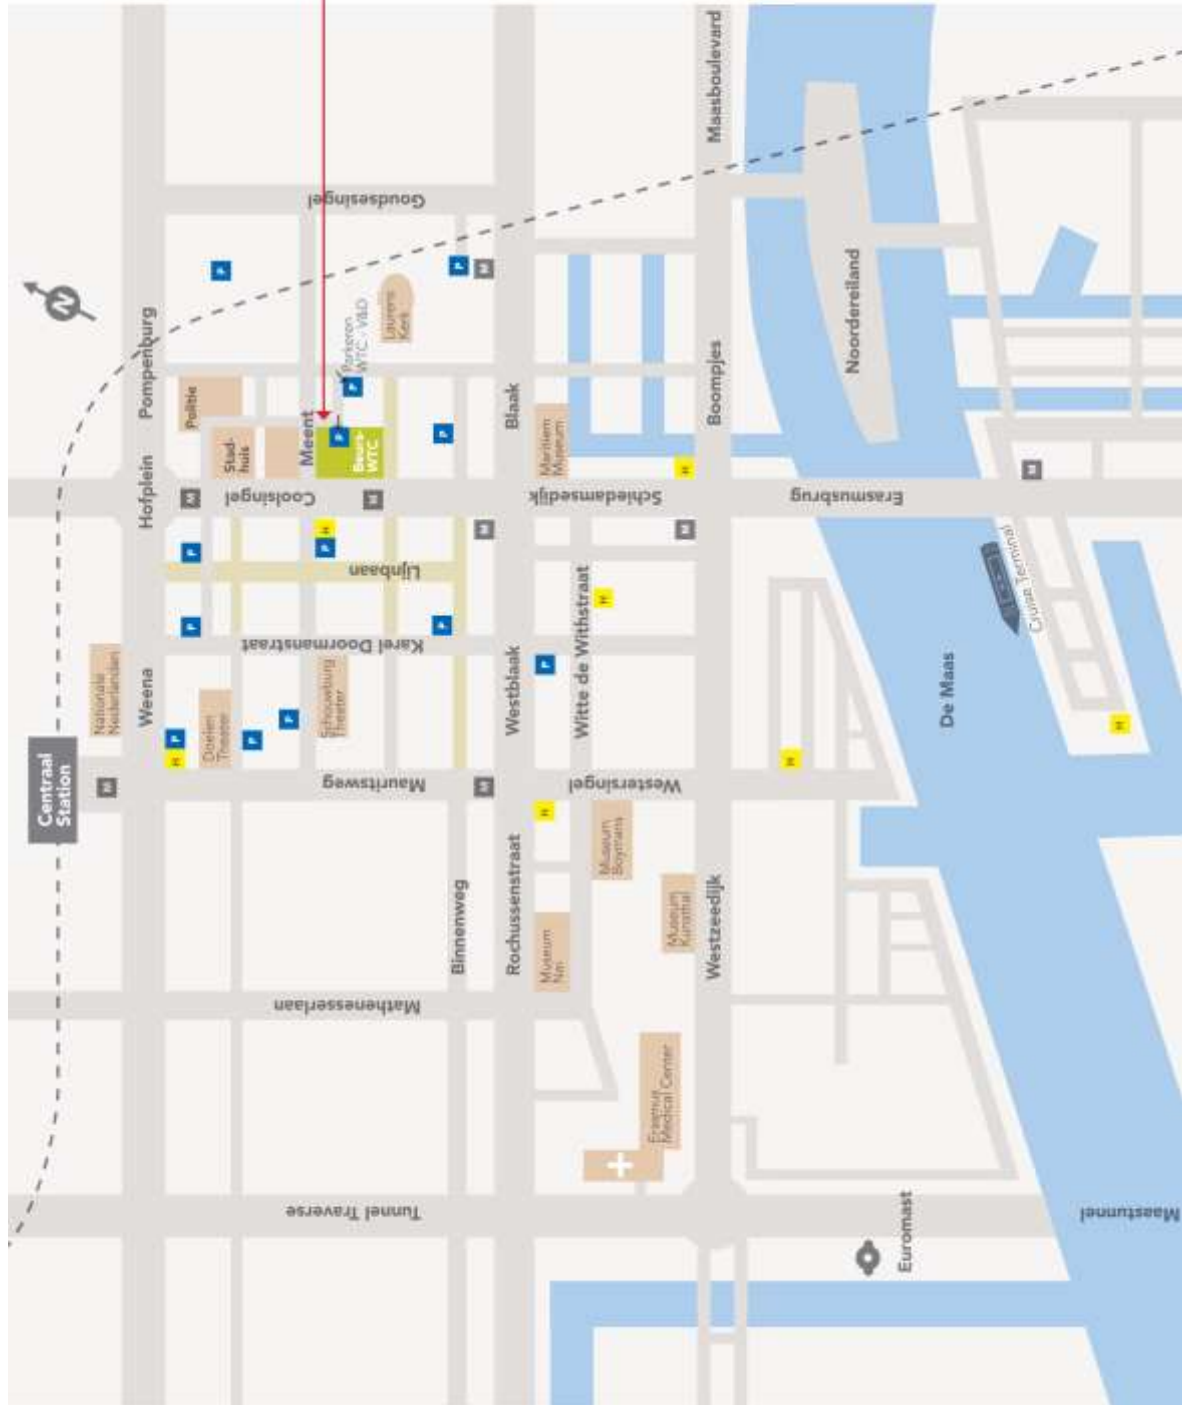 Centraal
Station
M
Nationale
Nederlanden
N
Weena
Hofplein
Pompenburg
H
P
P
P
M
Politie
P
Doelen
Theater
Stad-
huis
P
P
Mauritsweg
Karel Doormanstraat
Lijnbaan
Coolsingel
Meent
Goudsesingel
Tunnel Traverse
Mathenesserlaan
Schouwburg
Theater
P
H
P
Beurs-
WTC
P
Parkeren
WTC - V&D
M
Laurens
Kerk
P
P
P
Binnenweg
M
M
M
Rochussenstraat
Westblaak
Blaak
Museum
Nai
H
P
Maritiem
Museum
Witte de Withstraat
H
Westersingel
Schiedamsedijk
Museum
Boymans
Erasmus
Medical Center
Museum
Kunsthal
M
H
Westzeedijk
Boompjes
Maasboulevard
H
Erasmusbrug
Noordereiland
Euromast
De Maas
Cruise Terminal
M
H
Maastunnel